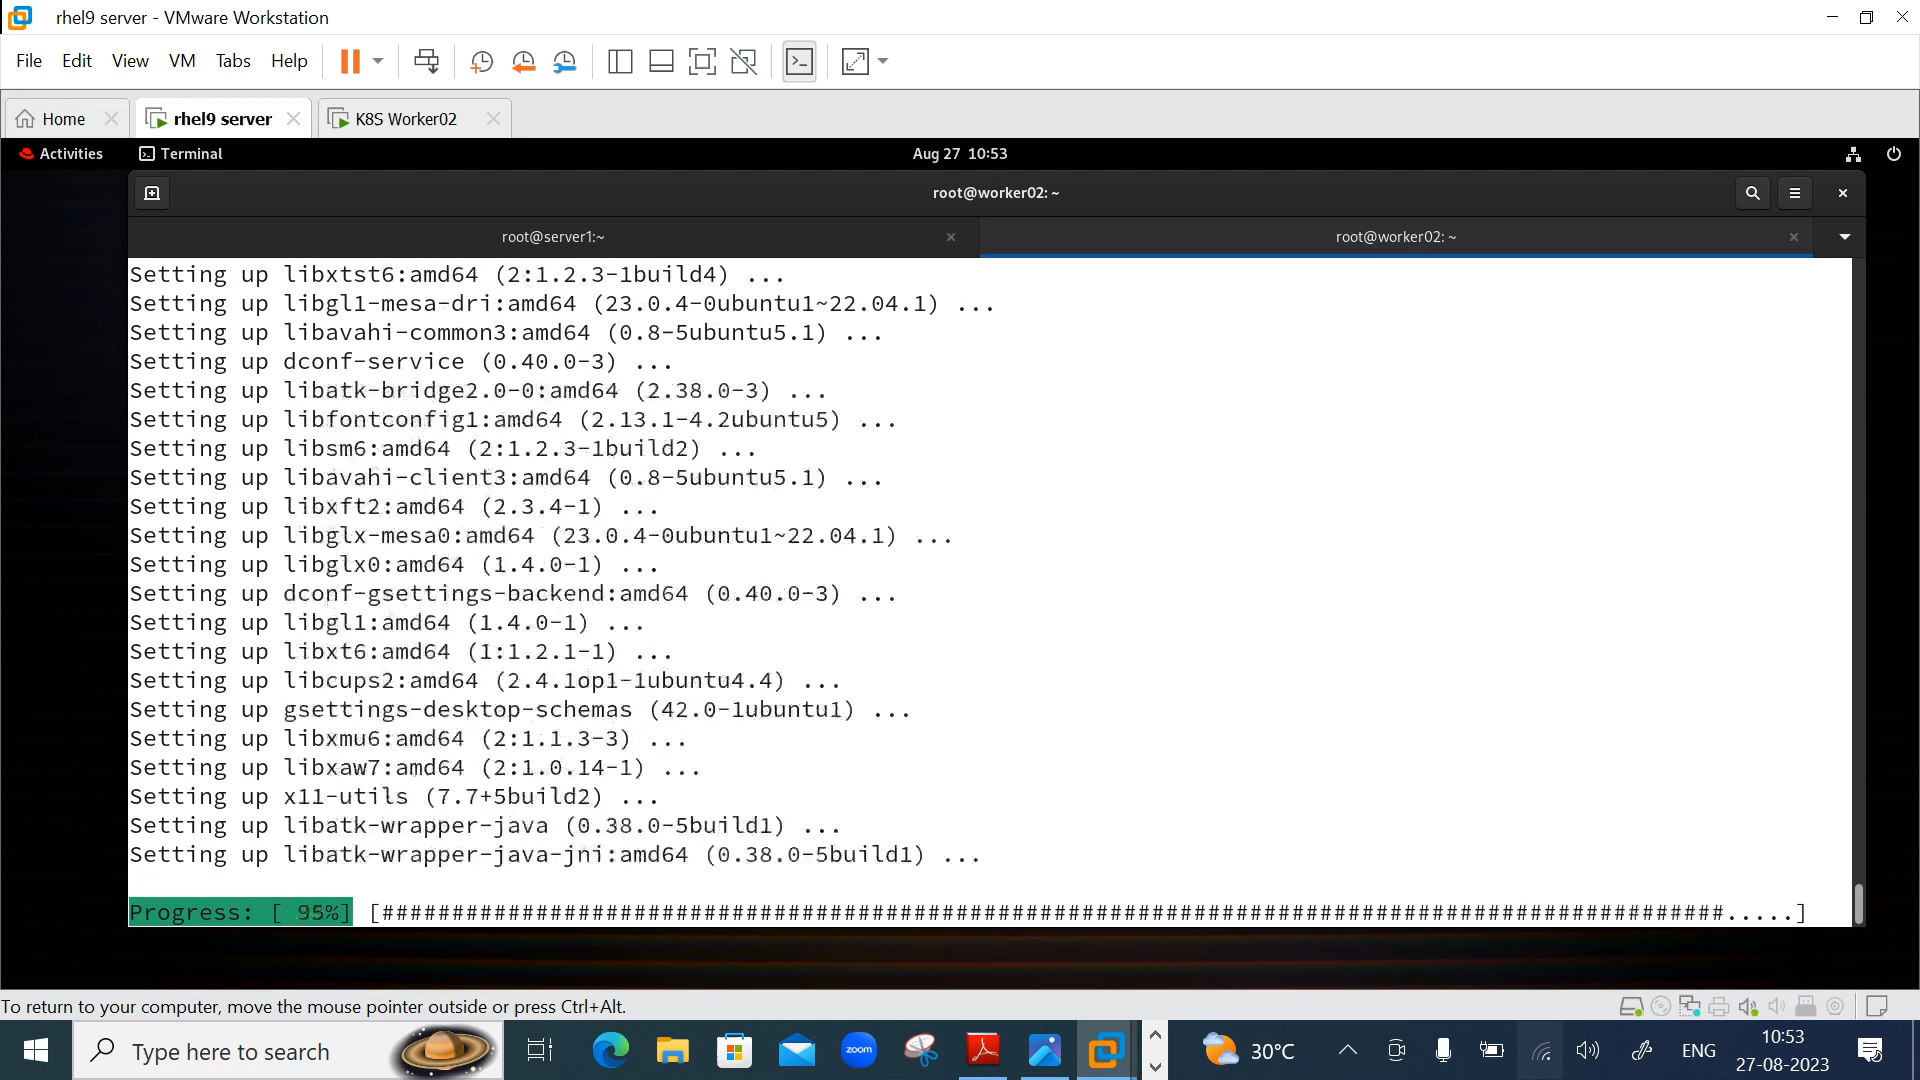 rhel9 server - VMware Workstation
File Edit View VM Tabs Help
Home rhel9 server K8S Worker02
Activities Terminal Aug 27 10:53
root@worker02: ~
root@server1:~ root@worker02: ~
Setting up libxtst6:amd64 (2:1.2.3-1build4) ...
Setting up libgl1-mesa-dri:amd64 (23.0.4-0ubuntu1~22.04.1) ...
Setting up libavahi-common3:amd64 (0.8-5ubuntu5.1) ...
Setting up dconf-service (0.40.0-3) ...
Setting up libatk-bridge2.0-0:amd64 (2.38.0-3) ...
Setting up libfontconfig1:amd64 (2.13.1-4.2ubuntu5) ...
Setting up libsm6:amd64 (2:1.2.3-1build2) ...
Setting up libavahi-client3:amd64 (0.8-5ubuntu5.1) ...
Setting up libxft2:amd64 (2.3.4-1) ...
Setting up libglx-mesa0:amd64 (23.0.4-0ubuntu1~22.04.1) ...
Setting up libglx0:amd64 (1.4.0-1) ...
Setting up dconf-gsettings-backend:amd64 (0.40.0-3) ...
Setting up libgl1:amd64 (1.4.0-1) ...
Setting up libxt6:amd64 (1:1.2.1-1) ...
Setting up libcups2:amd64 (2.4.1op1-1ubuntu4.4) ...
Setting up gsettings-desktop-schemas (42.0-1ubuntu1) ...
Setting up libxmu6:amd64 (2:1.1.3-3) ...
Setting up libxaw7:amd64 (2:1.0.14-1) ...
Setting up x11-utils (7.7+5build2) ...
Setting up libatk-wrapper-java (0.38.0-5build1) ...
Setting up libatk-wrapper-java-jni:amd64 (0.38.0-5build1) ...
Progress: [ 95%] [################################################################################################.....]
To return to your computer, move the mouse pointer outside or press Ctrl+Alt.
Type here to search zoom 30°C ENG 10:53
27-08-2023